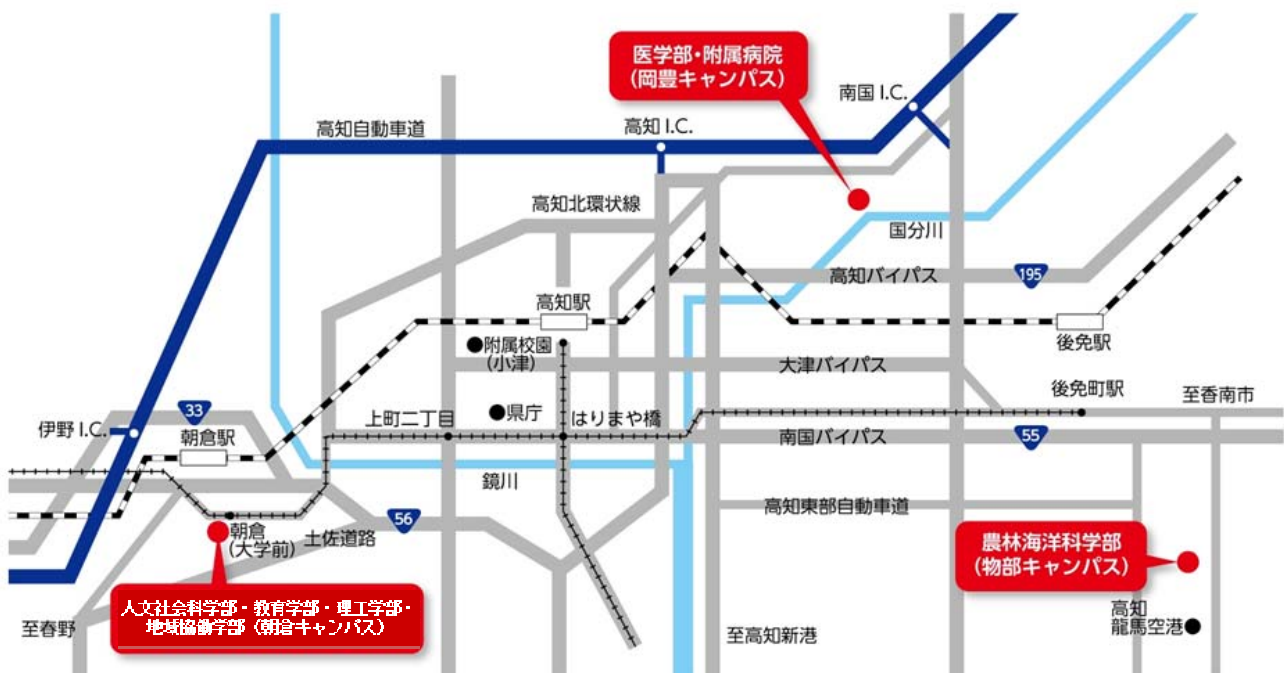 医学部・附属病院
(岡豊キャンパス)
南国 I.C.
高知自動車道
高知 I.C.
高知北環状線
国分川
高知バイパス
195
高知駅
後免駅
附属校園
(小津)
大津バイパス
後免町駅
至香南市
33
上町二丁目
県庁
はりまや橋
伊野 I.C.
朝倉駅
南国バイパス
55
鏡川
高知東部自動車道
56
朝倉
(大学前)
土佐道路
農林海洋科学部
(物部キャンパス)
人文社会科学部・教育学部・理工学部・
地域協働学部（朝倉キャンパス）
至春野
至高知新港
高知
龍馬空港